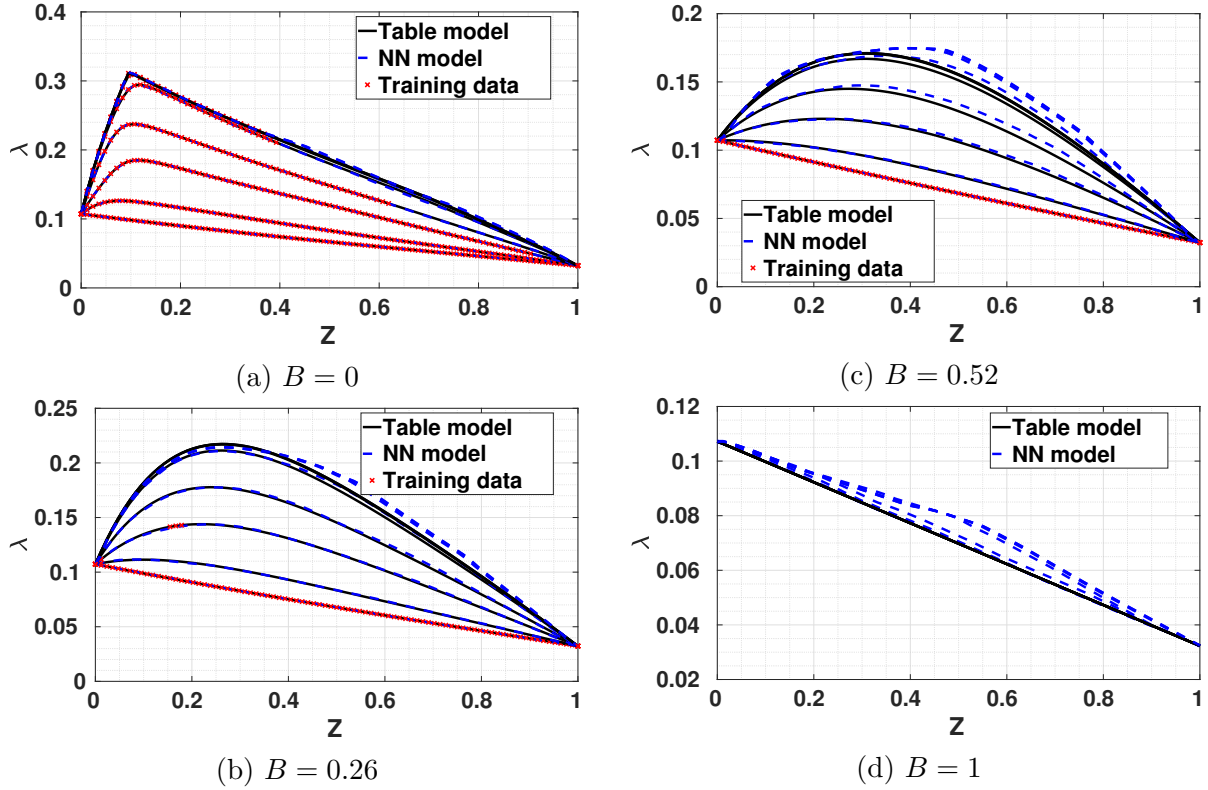 0.4
0.3
0.2
0.1
0
λ
Table model
NN model
Training data
0 0.2 0.4 0.6 0.8 1
Z
(a) B = 0
0.2
0.15
0.1
0.05
0
λ
Table model
NN model
Training data
0 0.2 0.4 0.6 0.8 1
Z
(c) B = 0.52
0.25
0.2
0.15
0.1
0.05
0
λ
Table model
NN model
Training data
0 0.2 0.4 0.6 0.8 1
Z
(b) B = 0.26
0.12
0.1
0.08
0.06
0.04
0.02
λ
Table model
NN model
0 0.2 0.4 0.6 0.8 1
Z
(d) B = 1